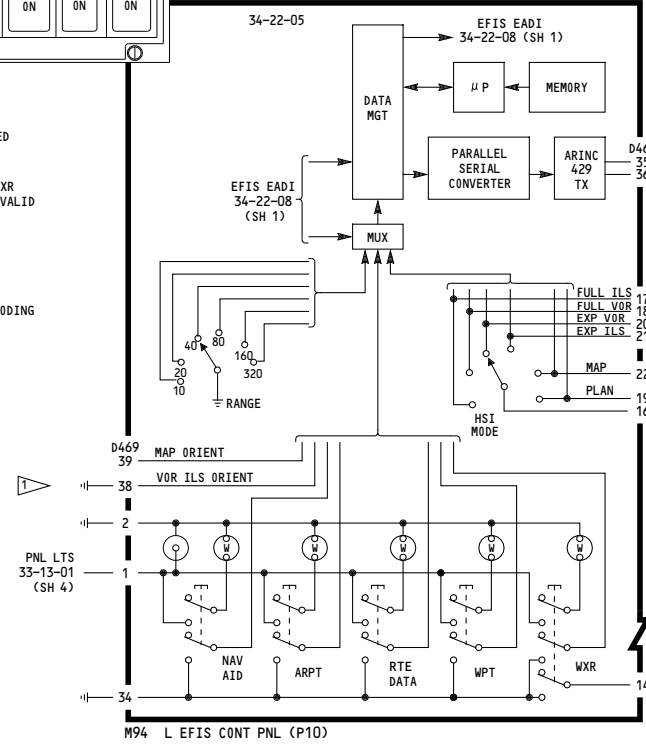 ON ON ON
34-22-05
EFIS EADI
34-22-08 (SH 1)
DATA
MGT
μP
MEMORY
ED
XR
VALID
PARALLEL
SERIAL
CONVERTER
ARINC
429
TX
D46
35
36
EFIS EADI
34-22-08
(SH 1)
MUX
ODING
40
80
160
20
320
10
RANGE
FULL ILS 17
FULL VOR 18
EXP VOR 20
EXP ILS 21
MAP 22
PLAN 19
16
HSI
MODE
D469
39 MAP ORIENT
1
38 VOR ILS ORIENT
2
W W W W W
PNL LTS
33-13-01
(SH 4)
1
NAV
AID
ARPT
RTE
DATA
WPT
WXR
14
34
M94 L EFIS CONT PNL (P10)